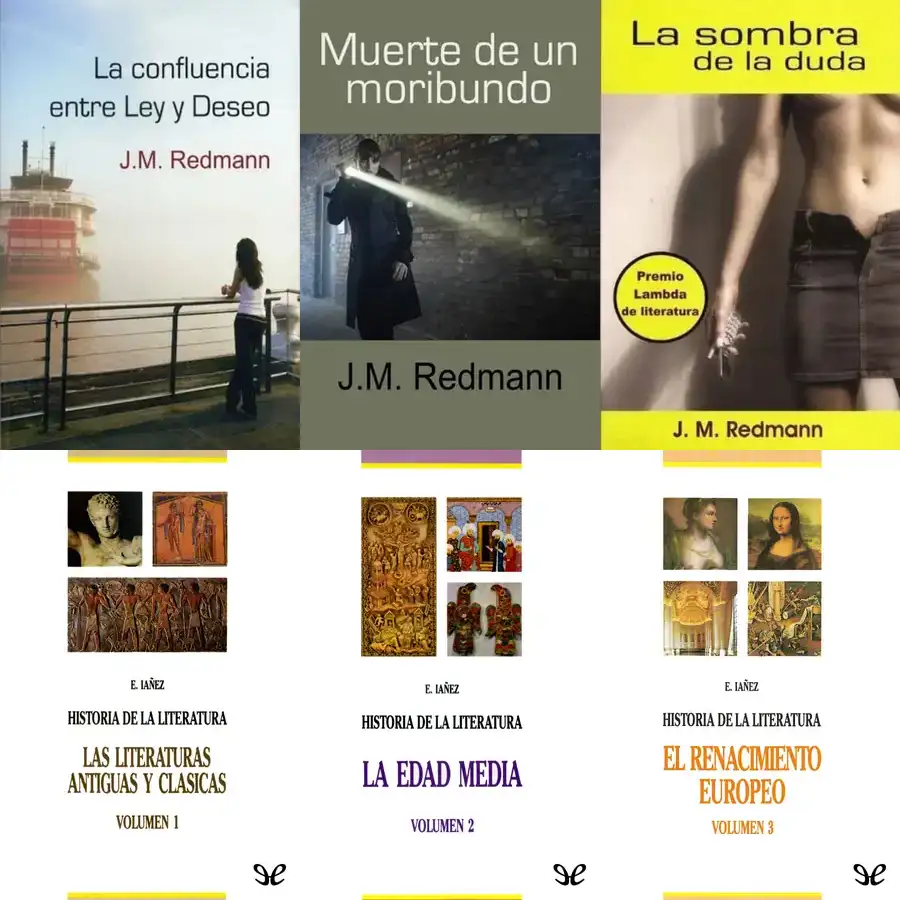 La confluencia
entre Ley y Deseo
J.M. Redmann
Muerte de un
moribundo
J.M. Redmann
La sombra
de la duda
Premio
Lambda
de literatura
J. M. Redmann
E. IAÑEZ
HISTORIA DE LA LITERATURA
LAS LITERATURAS
ANTIGUAS Y CLASICAS
VOLUMEN 1
E. IAÑEZ
HISTORIA DE LA LITERATURA
LA EDAD MEDIA
VOLUMEN 2
E. IAÑEZ
HISTORIA DE LA LITERATURA
EL RENACIMIENTO
EUROPEO
VOLUMEN 3